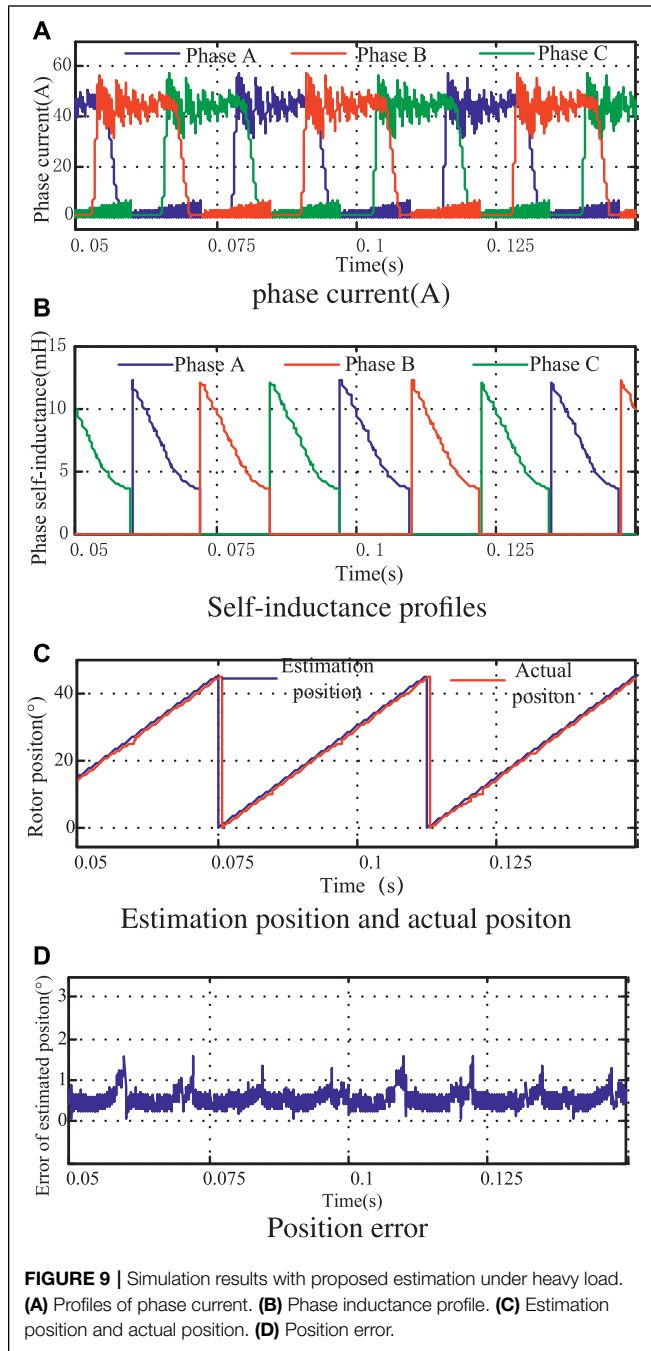 A
Phase A Phase B Phase C
Phase current(A)
60
40
20
0
0. 05 0. 075 0. 1 0. 125
Time(s)
phase current(A)
B
Phase A Phase B Phase C
Phase self-inductance(mH)
15
10
5
0
0. 05 0. 075 0. 1 0. 125
Time(s)
Self-inductance profiles
C
Estimation
position
Actual
positon
Rotor positon(°)
40
20
0
0.05 0.075 0.1 0.125
Time (s)
Estimation position and actual positon
D
Error of estimated positon(°)
3
2
1
0
0.05 0.075 0.1 0.125
Time(s)
Position error
FIGURE 9 | Simulation results with proposed estimation under heavy load.
(A) Profiles of phase current. (B) Phase inductance profile. (C) Estimation
position and actual position. (D) Position error.